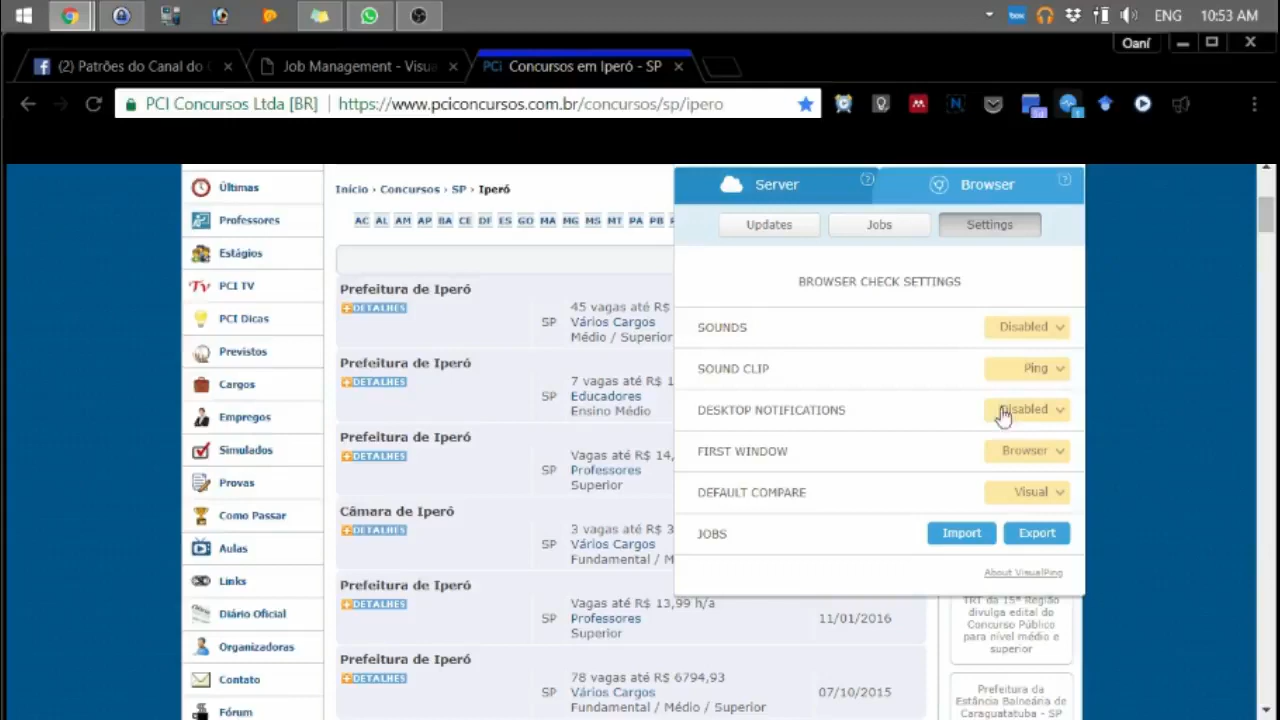 ENG 10:53 AM
Oaní
(2) Patrões do Canal do
Job Management - Visua
PCi Concursos em Iperó - SP
PCI Concursos Ltda [BR] https://www.pciconcursos.com.br/concursos/sp/ipero
Últimas
Professores
Estágios
PCI TV
PCI Dicas
Previstos
Cargos
Empregos
Simulados
Provas
Como Passar
Aulas
Links
Diário Oficial
Organizadoras
Contato
Fórum
Início › Concursos › SP › Iperó
AC AL AM AP BA CE DF ES GO MA MG MS MT PA PB
Prefeitura de Iperó
DETALHES
SP
45 vagas até R$
Vários Cargos
Médio / Superior
Prefeitura de Iperó
DETALHES
SP
7 vagas até R$ 1
Educadores
Ensino Médio
Prefeitura de Iperó
DETALHES
SP
Vagas até R$ 14,
Professores
Superior
Câmara de Iperó
DETALHES
SP
3 vagas até R$ 3
Vários Cargos
Fundamental / M
Prefeitura de Iperó
DETALHES
SP
Vagas até R$ 13,99 h/a
Professores
Superior
11/01/2016
Prefeitura de Iperó
DETALHES
SP
78 vagas até R$ 6794,93
Vários Cargos
Fundamental / Médio / Superior
07/10/2015
Server
Browser
Updates
Jobs
Settings
BROWSER CHECK SETTINGS
SOUNDS Disabled
SOUND CLIP Ping
DESKTOP NOTIFICATIONS Disabled
FIRST WINDOW Browser
DEFAULT COMPARE Visual
JOBS Import Export
About VisualPing
TRT da 15ª Região
divulga edital do
Concurso Público
para nível médio e
superior
Prefeitura da
Estância Balneária de
Caraguatatuba - SP